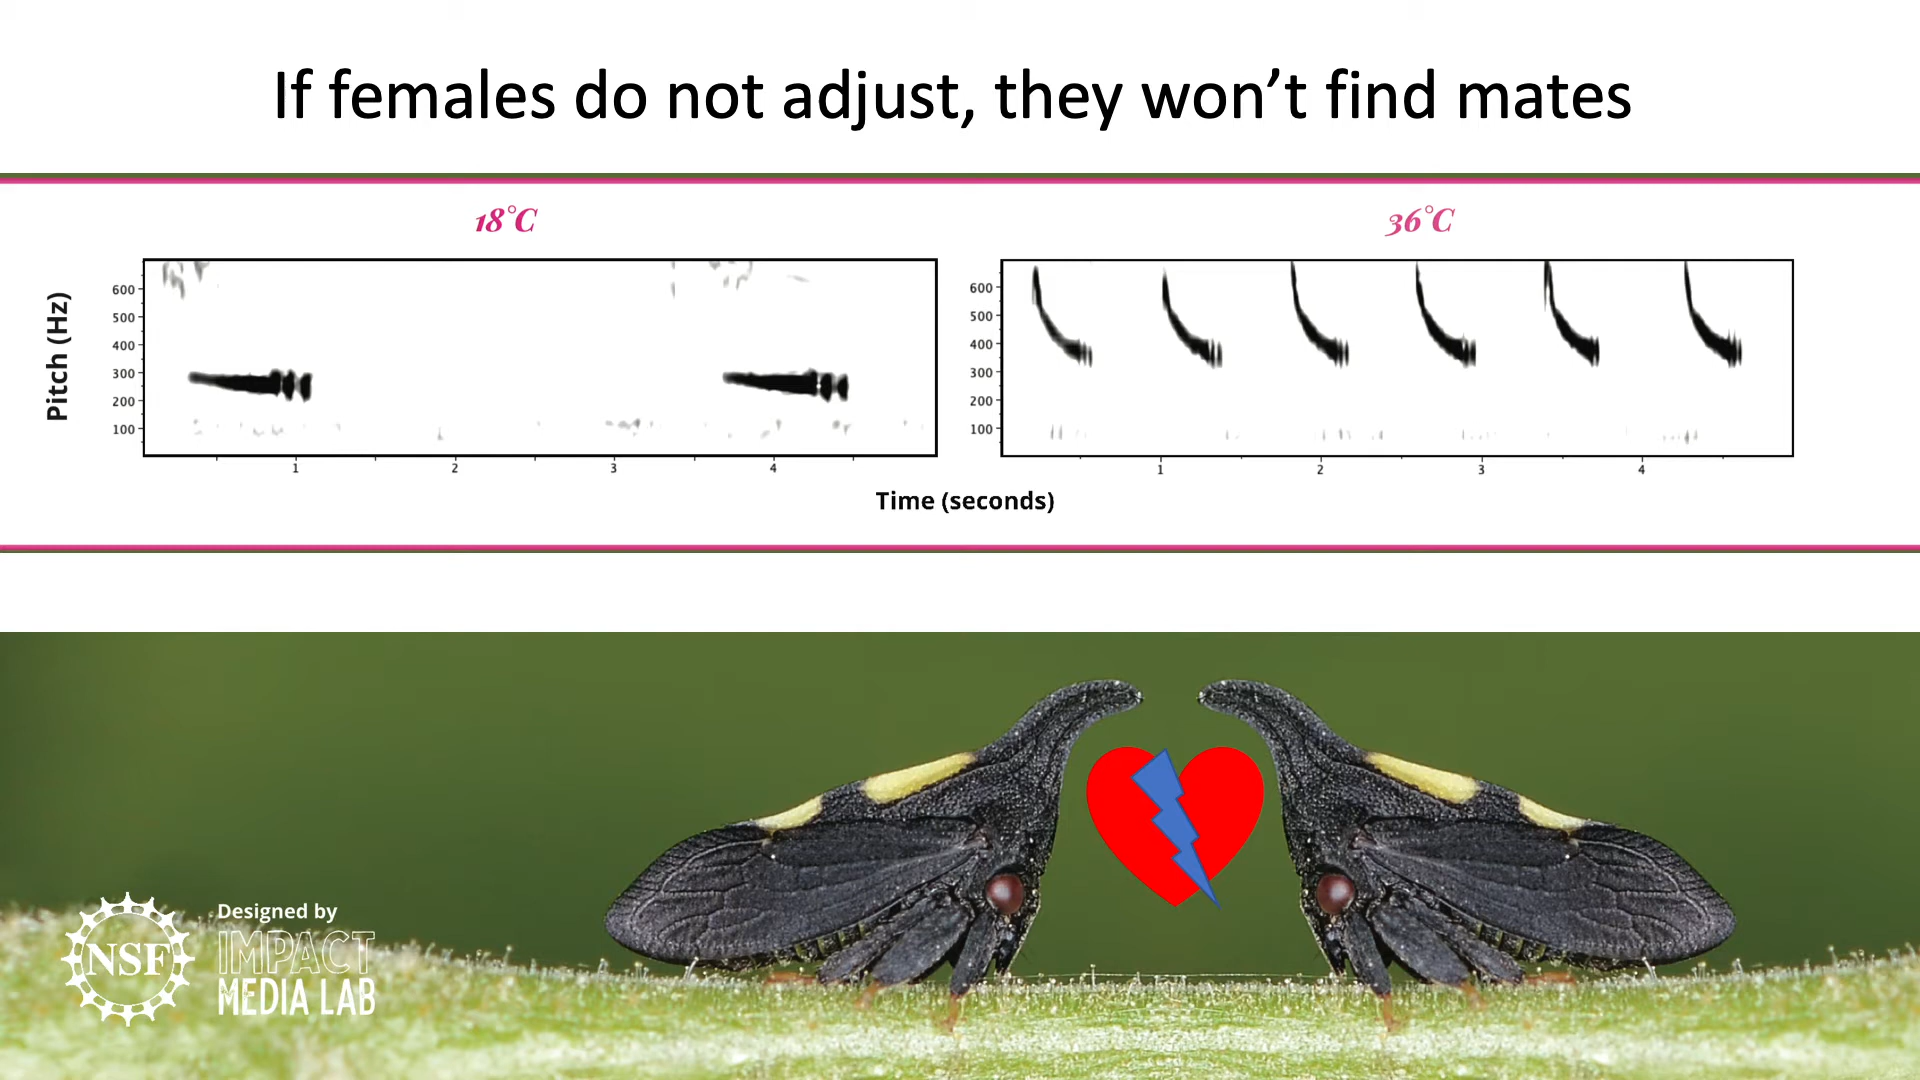 If females do not adjust, they won’t find mates
18°C
36°C
Pitch (Hz)
600
500
400
300
200
100
1
2
3
4
600
500
400
300
200
100
1
2
3
4
Time (seconds)
NSF
Designed by
IMPACT
MEDIA LAB